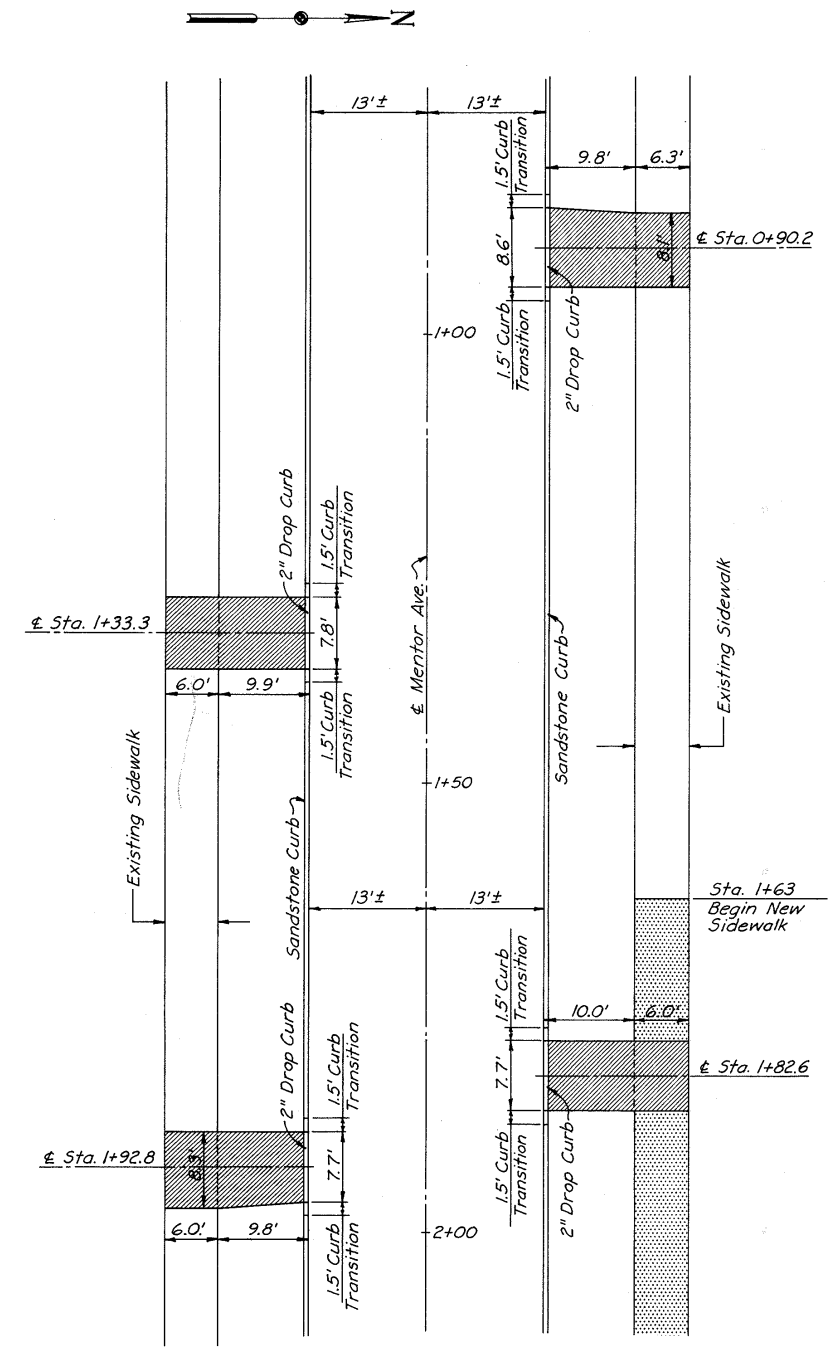 N
13'±
13'±
1.5' Curb
Transition
9.8'
6.3'
8.6'
8.1'
℄ Sta. 0+90.2
1.5' Curb
Transition
2" Drop Curb
1+00
2" Drop Curb
1.5' Curb
Transition
℄ Sta. 1+33.3
7.8'
6.0'
9.9'
1.5' Curb
Transition
℄ Mentor Ave.
Sandstone Curb
Existing Sidewalk
1+50
Existing Sidewalk
Sandstone Curb
13'±
13'±
Sta. 1+63
Begin New
Sidewalk
1.5' Curb
Transition
10.0'
6.0'
7.7'
℄ Sta. 1+82.6
1.5' Curb
Transition
2" Drop Curb
2" Drop Curb
1.5' Curb
Transition
℄ Sta. 1+92.8
8.3'
7.7'
6.0'
9.8'
1.5' Curb
Transition
2+00